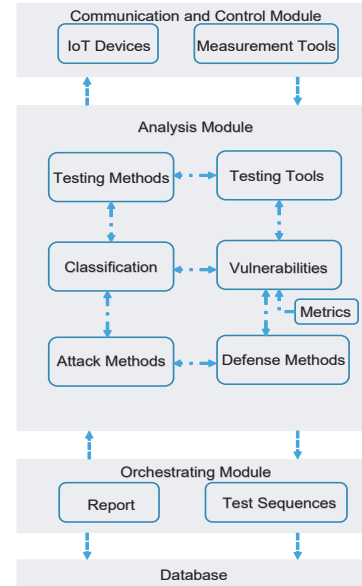 Communication and Control Module
IoT Devices
Measurement Tools
Analysis Module
Testing Methods
Testing Tools
Classification
Vulnerabilities
Metrics
Attack Methods
Defense Methods
Orchestrating Module
Report
Test Sequences
Database